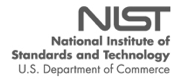 NIST
National Institute of
Standards and Technology
U.S. Department of Commerce